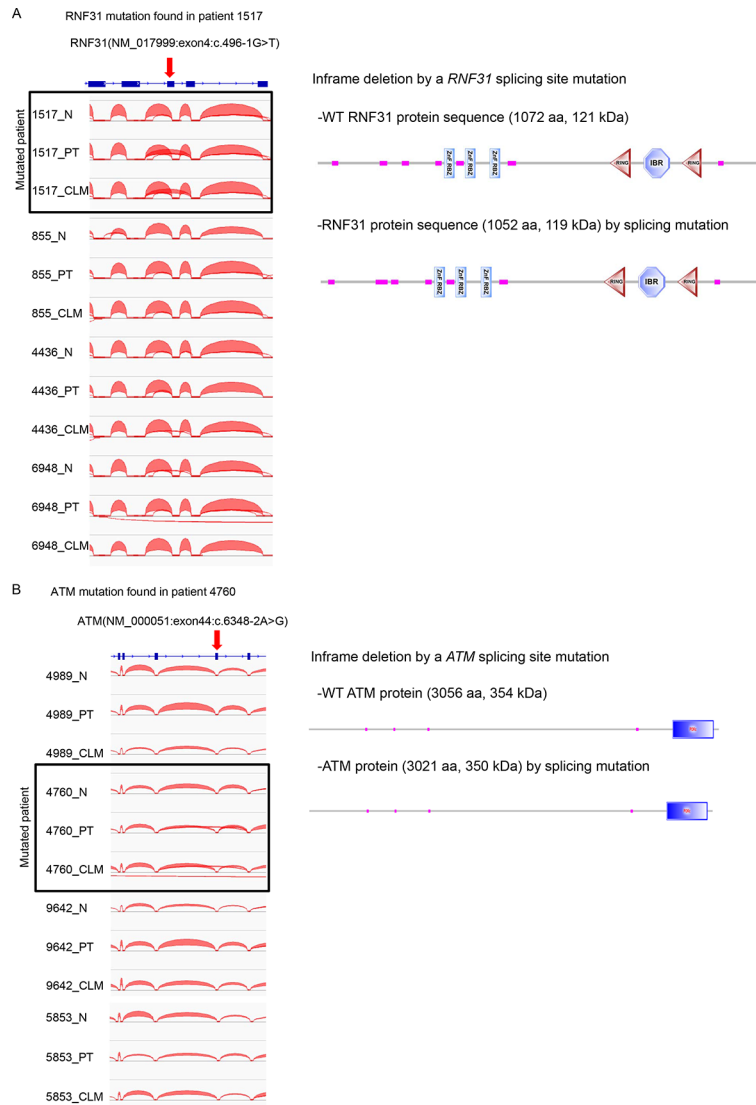 A
RNF31 mutation found in patient 1517
RNF31(NM_017999:exon4:c.496-1G>T)
Mutated patient
1517_N
1517_PT
1517_CLM
855_N
855_PT
855_CLM
4436_N
4436_PT
4436_CLM
6948_N
6948_PT
6948_CLM
Inframe deletion by a RNF31 splicing site mutation
-WT RNF31 protein sequence (1072 aa, 121 kDa)
ZnF RBZ
ZnF RBZ
ZnF RBZ
RING
IBR
RING
-RNF31 protein sequence (1052 aa, 119 kDa) by splicing mutation
ZnF RBZ
ZnF RBZ
ZnF RBZ
RING
IBR
RING
B
ATM mutation found in patient 4760
ATM(NM_000051:exon44:c.6348-2A>G)
4989_N
4989_PT
4989_CLM
Mutated patient
4760_N
4760_PT
4760_CLM
9642_N
9642_PT
9642_CLM
5853_N
5853_PT
5853_CLM
Inframe deletion by a ATM splicing site mutation
-WT ATM protein (3056 aa, 354 kDa)
-ATM protein (3021 aa, 350 kDa) by splicing mutation